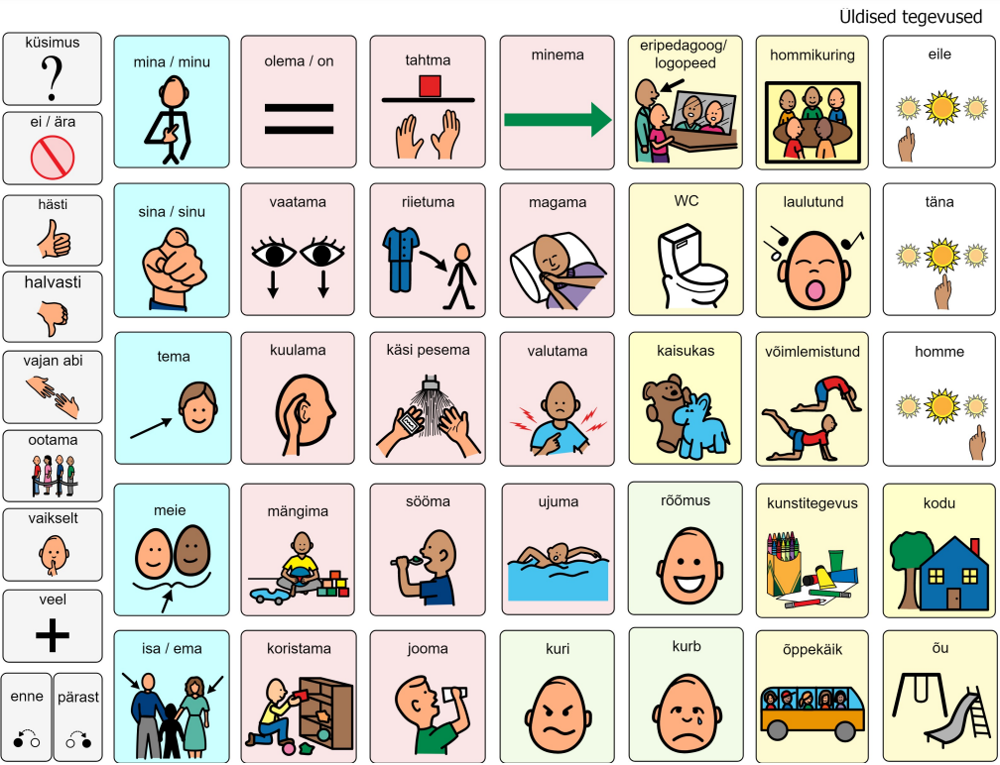 Üldised tegevused
küsimus
?
ei / ära
hästi
halvasti
vajan abi
ootama
vaikselt
veel
enne
pärast
mina / minu
olema / on
tahtma
minema
eripedagoog/
logopeed
hommikuring
eile
sina / sinu
vaatama
riietuma
magama
WC
laulutund
täna
tema
kuulama
käsi pesema
valutama
kaisukas
võimlemistund
homme
meie
mängima
sööma
ujuma
rõõmus
kunstitegevus
kodu
isa / ema
koristama
jooma
kuri
kurb
õppekäik
õu